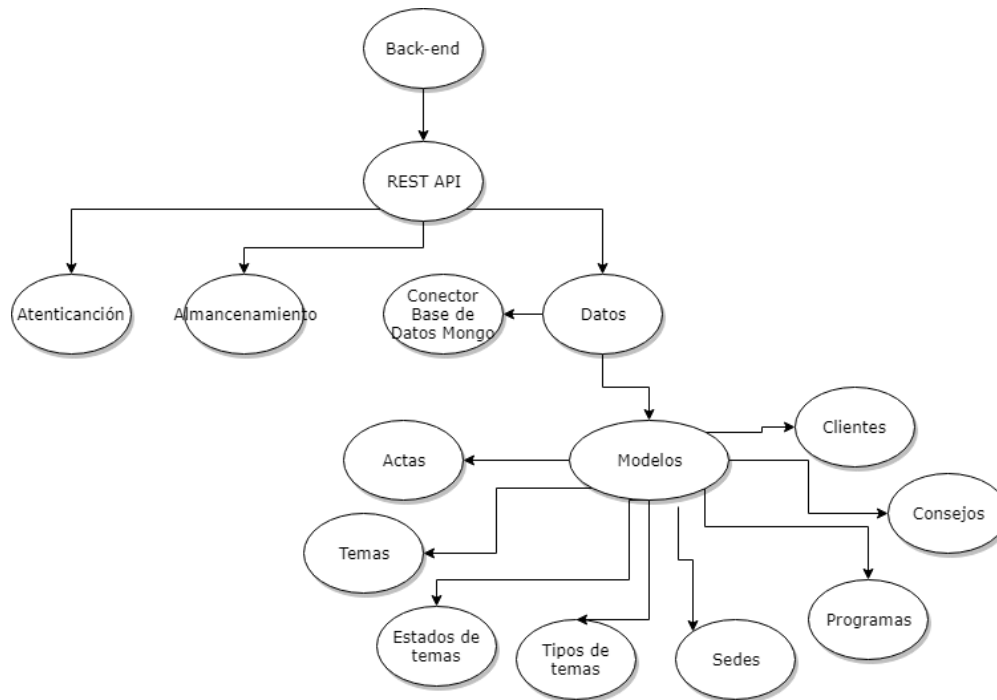 Back-end
REST API
Atenticanción
Almancenamiento
Conector
Base de
Datos Mongo
Datos
Clientes
Actas
Modelos
Consejos
Temas
Programas
Estados de
temas
Tipos de
temas
Sedes